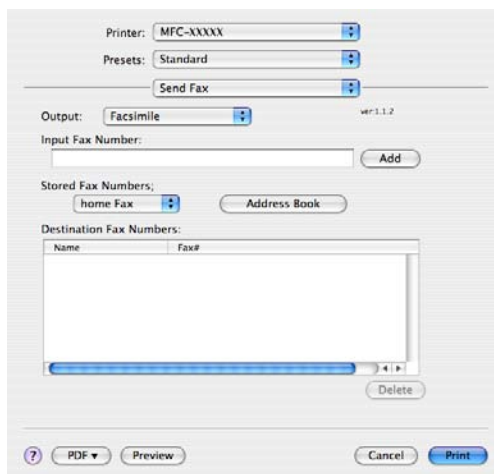 Printer: MFC-XXXXX
Presets: Standard
Send Fax
Output: Facsimile ver:1.1.2
Input Fax Number:
Add
Stored Fax Numbers;
home Fax Address Book
Destination Fax Numbers:
Name Fax#
Delete
? PDF ▾ Preview Cancel Print